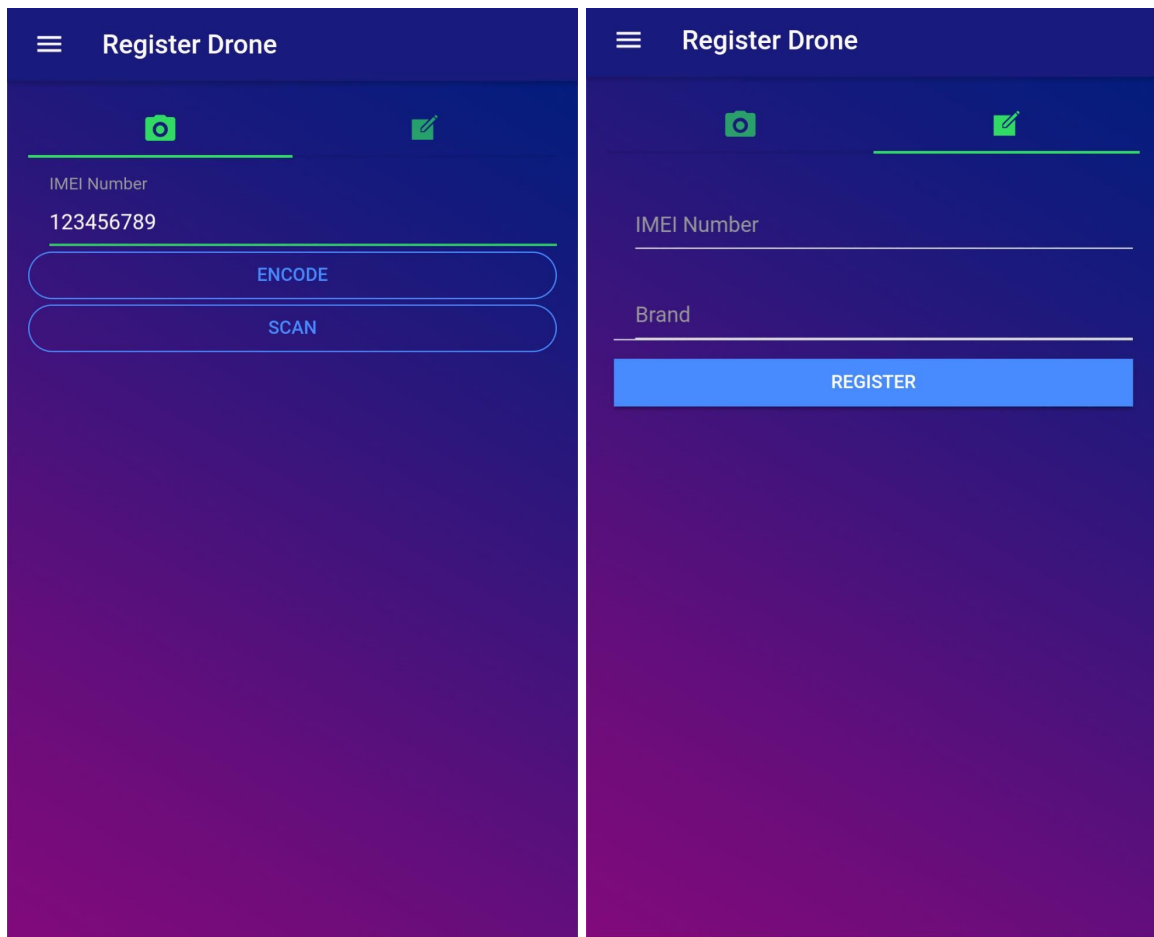 Register Drone
IMEI Number
123456789
ENCODE
SCAN
Register Drone
IMEI Number
Brand
REGISTER